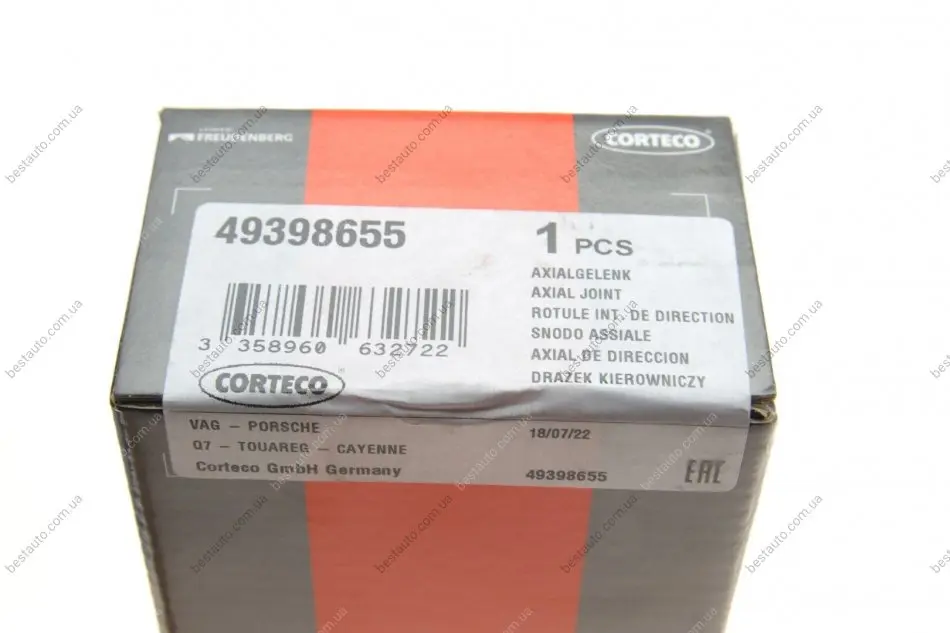 FREUDENBERG
CORTECO
49398655
1 PCS
AXIALGELENK
AXIAL JOINT
ROTULE INT. DE DIRECTION
SNODO ASSIALE
AXIAL DE DIRECCION
DRAZEK KIEROWNICZY
3 358960 632722
CORTECO
VAG - PORSCHE
18/07/22
Q7 - TOUAREG - CAYENNE
Corteco GmbH Germany
49398655
EAC
bestauto.com.ua